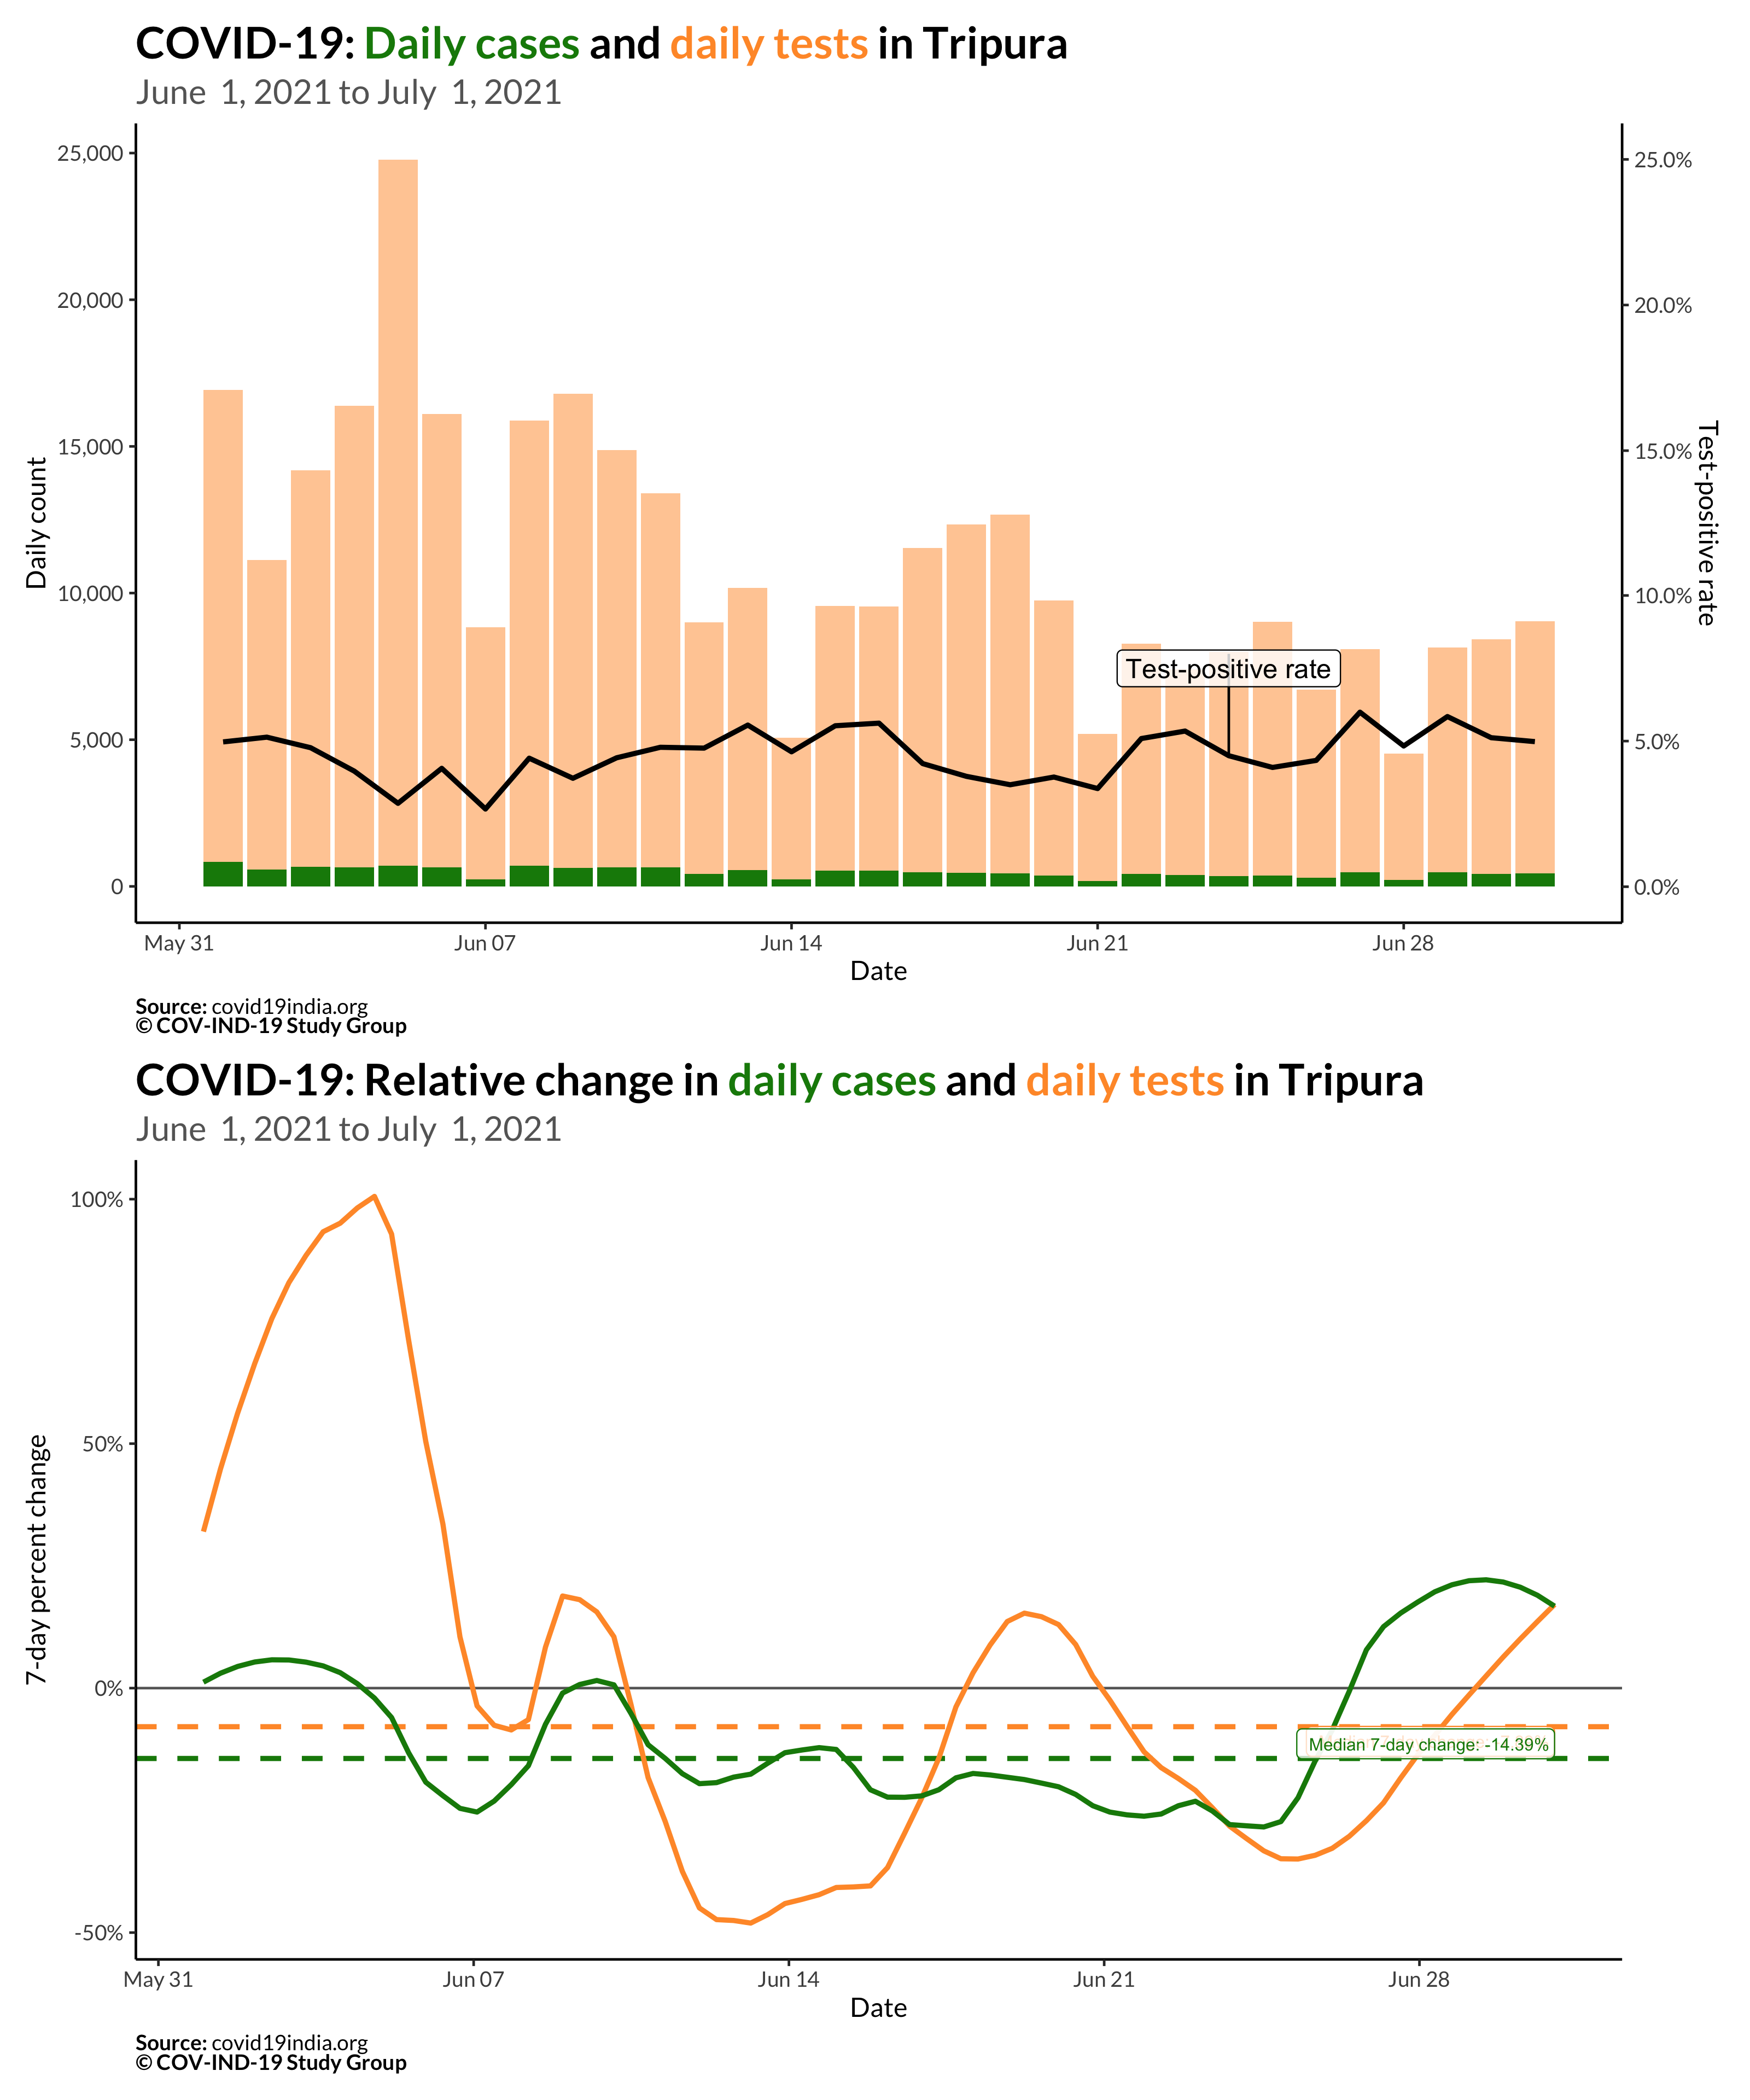 COVID-19: Daily cases and daily tests in Tripura
June 1, 2021 to July 1, 2021
25,000
20,000
15,000
10,000
5,000
0
Daily count
25.0%
20.0%
15.0%
10.0%
5.0%
0.0%
Test-positive rate
Test-positive rate
May 31
Jun 07
Jun 14
Jun 21
Jun 28
Date
Source: covid19india.org
© COV-IND-19 Study Group
COVID-19: Relative change in daily cases and daily tests in Tripura
June 1, 2021 to July 1, 2021
100%
50%
0%
-50%
7-day percent change
Median 7-day change: -14.39%
May 31
Jun 07
Jun 14
Jun 21
Jun 28
Date
Source: covid19india.org
© COV-IND-19 Study Group